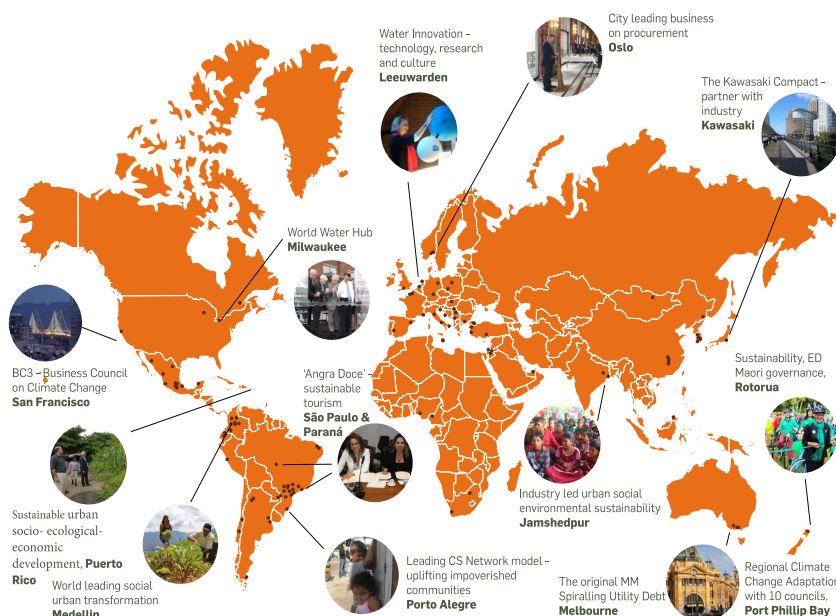 City leading business
on procurement
Oslo
Water Innovation –
technology, research
and culture
Leeuwarden
The Kawasaki Compact –
partner with
industry
Kawasaki
World Water Hub
Milwaukee
BC3 – Business Council
on Climate Change
San Francisco
'Angra Doce' –
sustainable
tourism
São Paulo &
Paraná
Sustainability, ED
Maori governance,
Rotorua
Industry led urban social
environmental sustainability
Jamshedpur
Sustainable urban
socio- ecological-
economic
development, Puerto
Rico
World leading social
urban transformation
Medellin
Leading CS Network model –
uplifting impoverished
communities
Porto Alegre
The original MM
Spiralling Utility Debt
Melbourne
Regional Climate
Change Adaptation
with 10 councils,
Port Phillip Bay